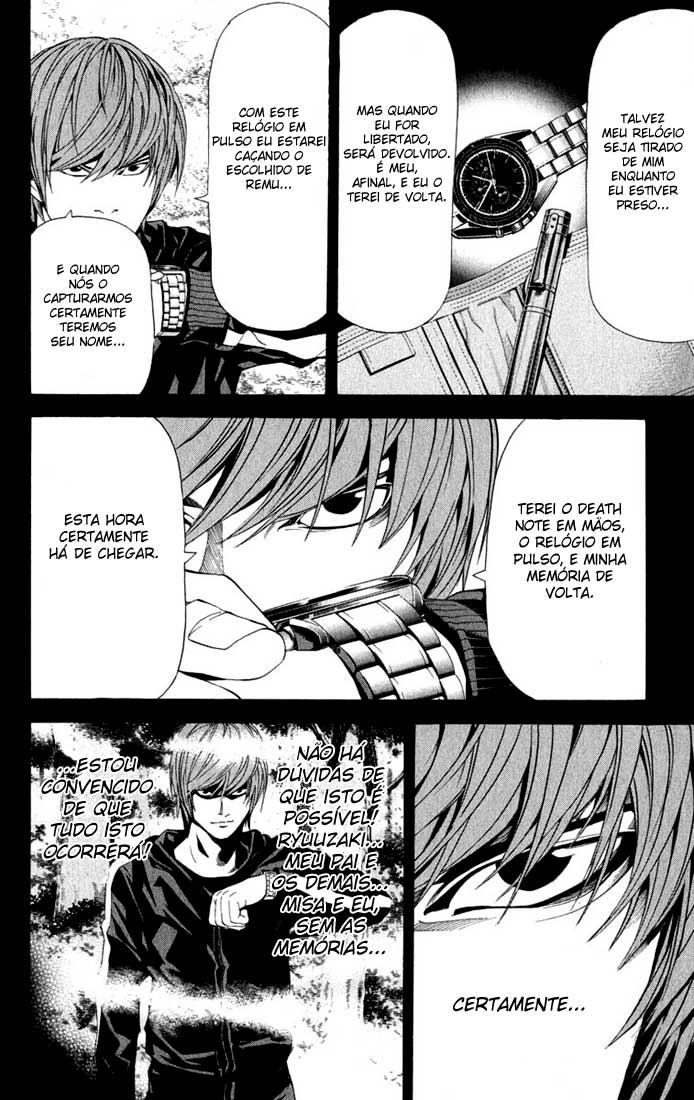 TALVEZ
MEU RELÓGIO
SEJA TIRADO
DE MIM
ENQUANTO
EU ESTIVER
PRESO...
MAS QUANDO
EU FOR
LIBERTADO,
SERÁ DEVOLVIDO.
É MEU,
AFINAL, E EU O
TEREI DE VOLTA.
COM ESTE
RELÓGIO EM
PULSO EU ESTAREI
CAÇANDO O
ESCOLHIDO DE
REMU...
E QUANDO
NÓS O
CAPTURARMOS
CERTAMENTE
TEREMOS
SEU NOME...
TEREI O DEATH
NOTE EM MÃOS,
O RELÓGIO EM
PULSO, E MINHA
MEMÓRIA DE
VOLTA.
ESTA HORA
CERTAMENTE
HÁ DE CHEGAR.
CERTAMENTE...
NÃO HÁ
DÚVIDAS DE
QUE ISTO É
POSSÍVEL!
RYUUZAKI...
MEU PAI E
OS DEMAIS...
MISA E EU,
SEM AS
MEMÓRIAS...
...ESTOU
CONVENCIDO
DE QUE
TUDO ISTO
OCORRERÁ!